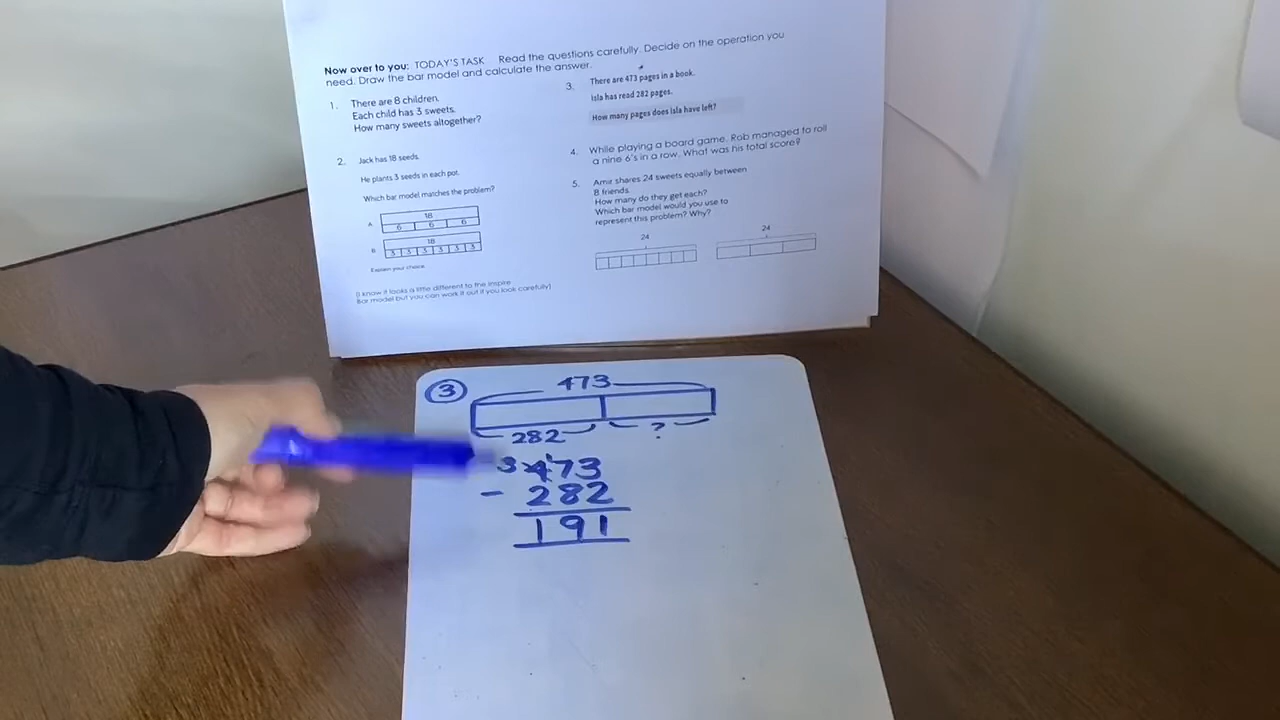 Now over to you: TODAY'S TASK Read the questions carefully. Decide on the operation you
need. Draw the bar model and calculate the answer.
1. There are 8 children.
Each child has 3 sweets.
How many sweets altogether?
2. Jack has 18 seeds.
He plants 3 seeds in each pot.
Which bar model matches the problem?
A. 18
6 6 6
B. 18
3 3 3 3 3 3
Explain your choice.
(I know it looks a little different to the inspire
Bar model but you can work it out if you look carefully)
3. There are 473 pages in a book.
Isla has read 282 pages.
How many pages does Isla have left?
4. While playing a board game, Rob managed to roll
a nine 6's in a row. What was his total score?
5. Amir shares 24 sweets equally between
8 friends.
How many do they get each?
Which bar model would you use to
represent this problem? Why?
24 24
3 473
282 ?
3 4 1 7 3
- 282
191